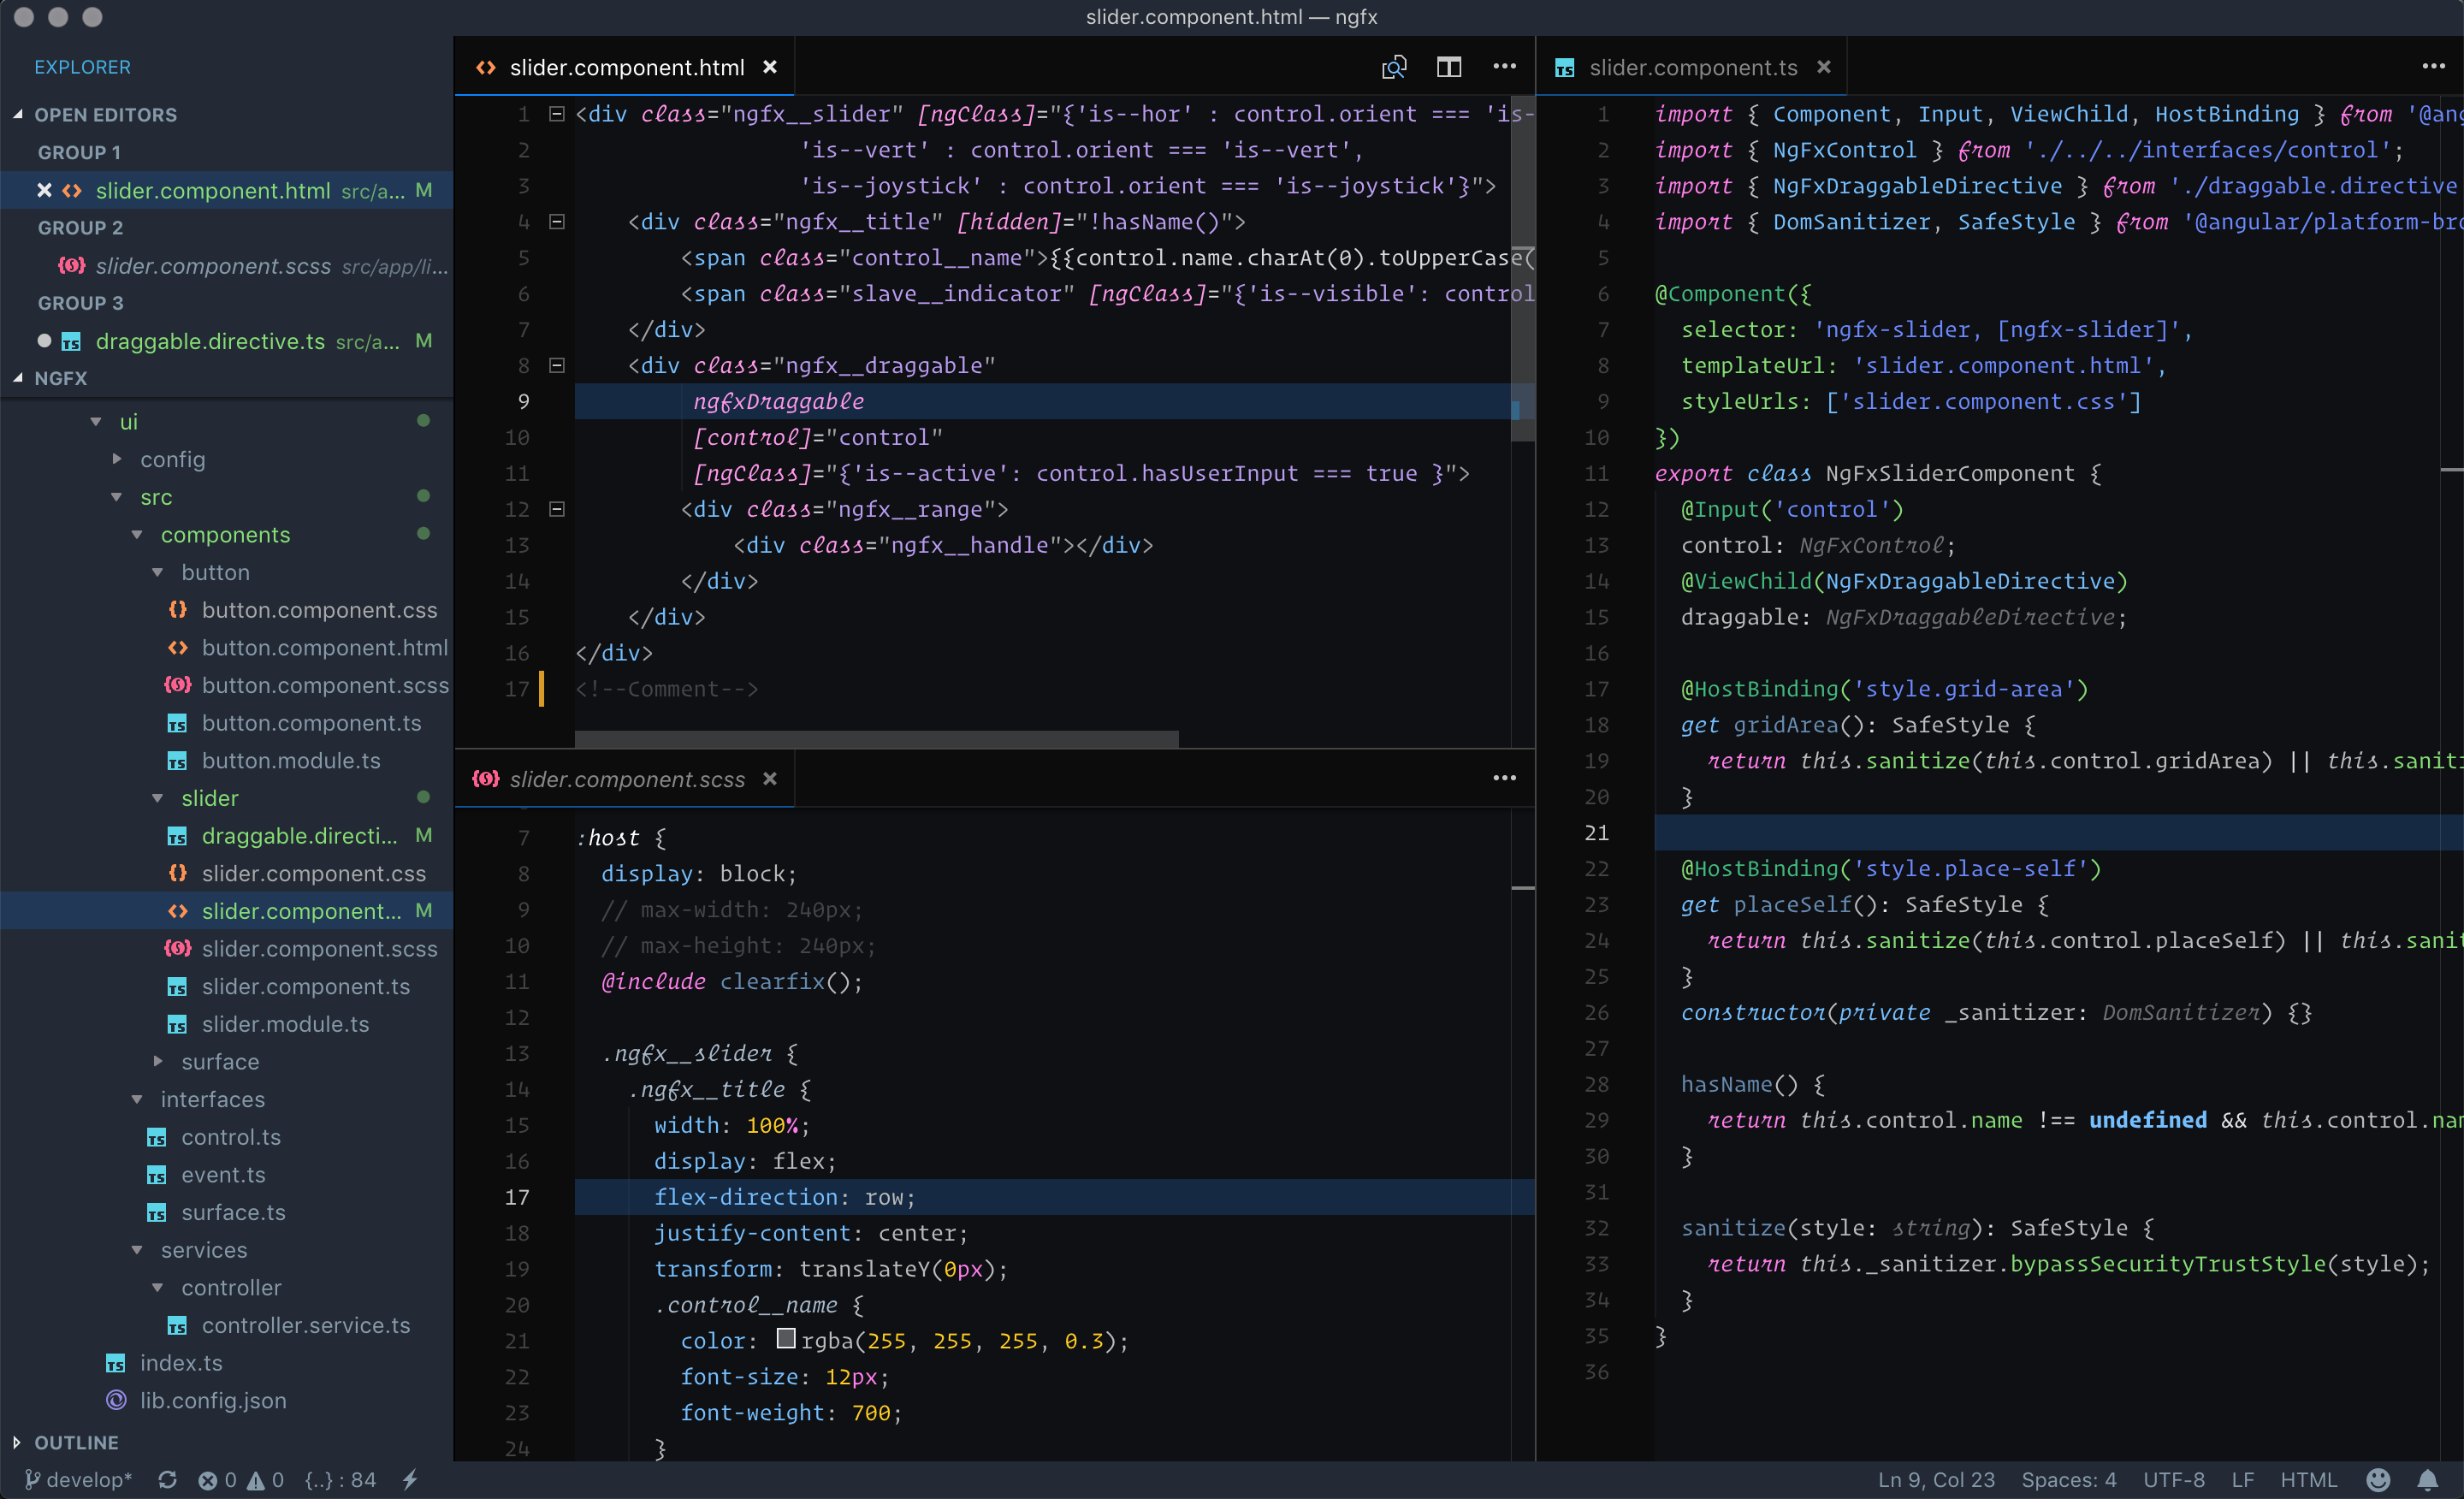 slider.component.html — ngfx
EXPLORER
OPEN EDITORS
GROUP 1
slider.component.html src/a... M
GROUP 2
slider.component.scss src/app/li...
GROUP 3
draggable.directive.ts src/a... M
NGFX
ui
config
src
components
button
button.component.css
button.component.html
button.component.scss
button.component.ts
button.module.ts
slider
draggable.directi... M
slider.component.css
slider.component... M
slider.component.scss
slider.component.ts
slider.module.ts
surface
interfaces
control.ts
event.ts
surface.ts
services
controller
controller.service.ts
index.ts
lib.config.json
OUTLINE
slider.component.html
1 <div class="ngfx__slider" [ngClass]="{'is--hor' : control.orient === 'is-
2 'is--vert' : control.orient === 'is--vert',
3 'is--joystick' : control.orient === 'is--joystick'}">
4 <div class="ngfx__title" [hidden]="!hasName()">
5 <span class="control__name">{{control.name.charAt(0).toUpperCase(
6 <span class="slave__indicator" [ngClass]="{'is--visible': control
7 </div>
8 <div class="ngfx__draggable"
9 ngfxDraggable
10 [control]="control"
11 [ngClass]="{'is--active': control.hasUserInput === true }">
12 <div class="ngfx__range">
13 <div class="ngfx__handle"></div>
14 </div>
15 </div>
16 </div>
17 <!--Comment-->
slider.component.scss
7 :host {
8 display: block;
9 // max-width: 240px;
10 // max-height: 240px;
11 @include clearfix();
12
13 .ngfx__slider {
14 .ngfx__title {
15 width: 100%;
16 display: flex;
17 flex-direction: row;
18 justify-content: center;
19 transform: translateY(0px);
20 .control__name {
21 color: rgba(255, 255, 255, 0.3);
22 font-size: 12px;
23 font-weight: 700;
24 }
slider.component.ts
1 import { Component, Input, ViewChild, HostBinding } from '@ang
2 import { NgFxControl } from './../../interfaces/control';
3 import { NgFxDraggableDirective } from './draggable.directive
4 import { DomSanitizer, SafeStyle } from '@angular/platform-bro
5
6 @Component({
7 selector: 'ngfx-slider, [ngfx-slider]',
8 templateUrl: 'slider.component.html',
9 styleUrls: ['slider.component.css']
10 })
11 export class NgFxSliderComponent {
12 @Input('control')
13 control: NgFxControl;
14 @ViewChild(NgFxDraggableDirective)
15 draggable: NgFxDraggableDirective;
16
17 @HostBinding('style.grid-area')
18 get gridArea(): SafeStyle {
19 return this.sanitize(this.control.gridArea) || this.saniti
20 }
21
22 @HostBinding('style.place-self')
23 get placeSelf(): SafeStyle {
24 return this.sanitize(this.control.placeSelf) || this.sanit
25 }
26 constructor(private _sanitizer: DomSanitizer) {}
27
28 hasName() {
29 return this.control.name !== undefined && this.control.nam
30 }
31
32 sanitize(style: string): SafeStyle {
33 return this._sanitizer.bypassSecurityTrustStyle(style);
34 }
35 }
36
develop* 0 0 {..} : 84 Ln 9, Col 23 Spaces: 4 UTF-8 LF HTML